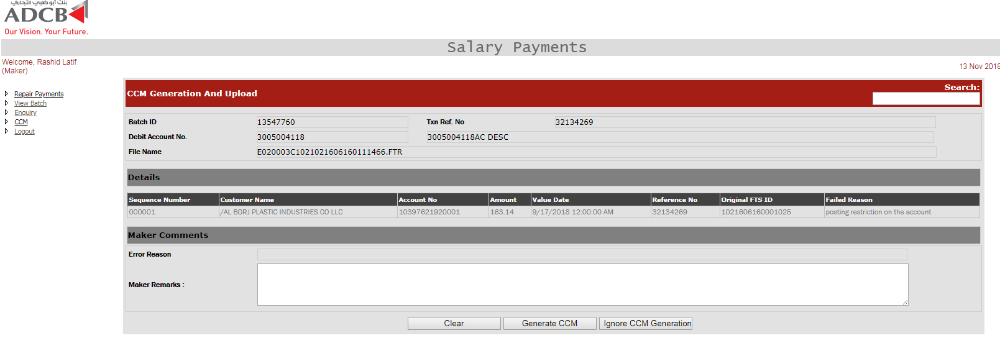 بنك أبوظبي التجاري
ADCB
Our Vision. Your Future.
Salary Payments
Welcome, Rashid Latif
(Maker)
13 Nov 2018
Repair Payments
View Batch
Enquiry
CCM
Logout
CCM Generation And Upload
Search:
Batch ID 13547760 Txn Ref. No 32134269
Debit Account No. 3005004118 3005004118AC DESC
File Name E020003C1021021606160111466.FTR
Details
Sequence Number Customer Name Account No Amount Value Date Reference No Original FTS ID Failed Reason
000001 /AL BORJ PLASTIC INDUSTRIES CO LLC 10397621920001 163.14 9/17/2018 12:00:00 AM 32134269 1021606160001025 posting restriction on the account
Maker Comments
Error Reason
Maker Remarks :
Clear Generate CCM Ignore CCM Generation